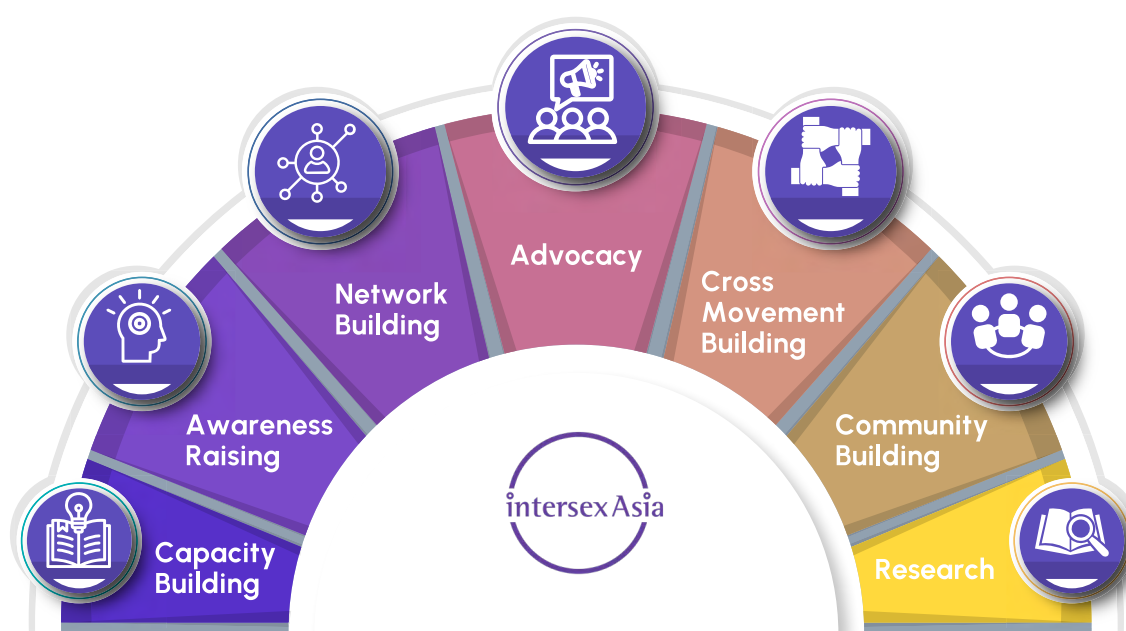 Capacity
Building
Awareness
Raising
Network
Building
Advocacy
Cross
Movement
Building
Community
Building
Research
intersex Asia